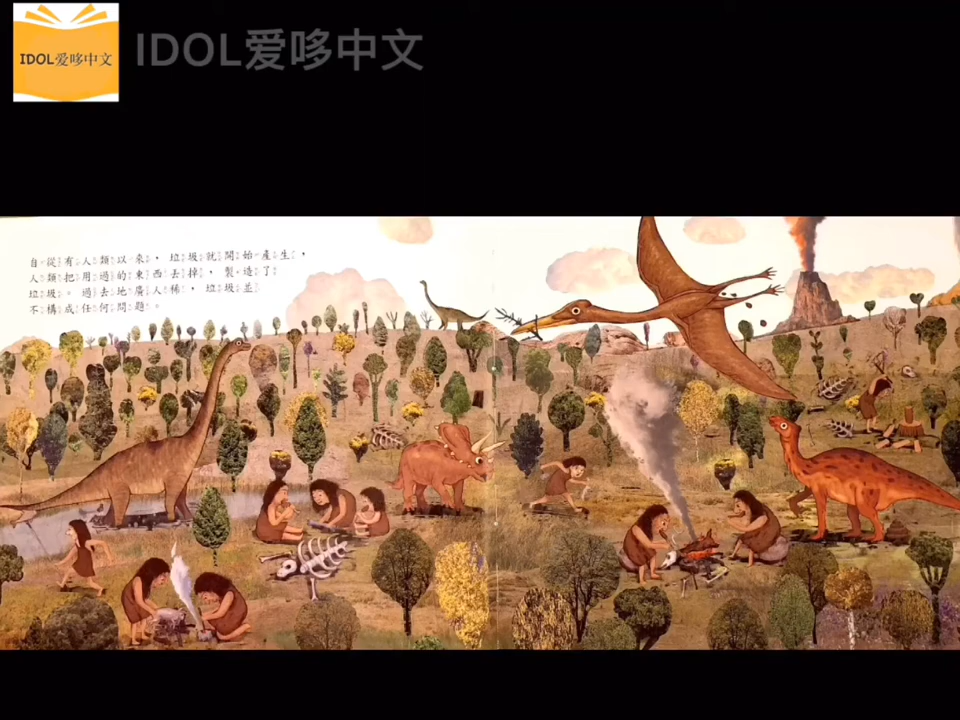 IDOL爱哆中文
IDOL爱哆中文
自從有人類以來，垃圾就開始產生，
人類把用過的東西丟掉，製造了
垃圾。過去地廣人稀，垃圾並
不構成任何問題。